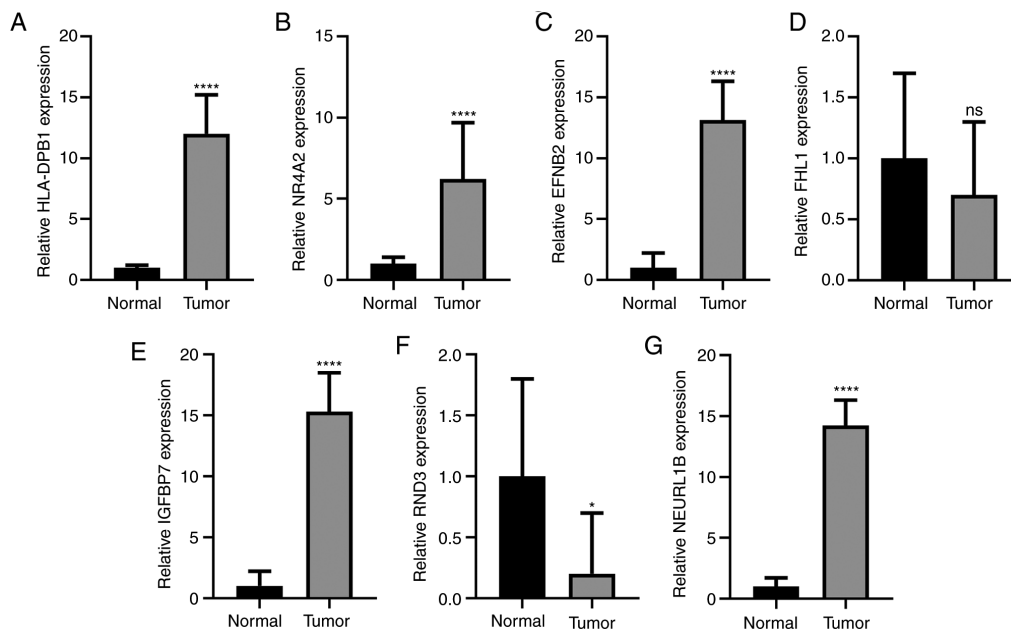 A
Relative HLA-DPB1 expression
20
15
10
5
0
****
Normal Tumor
B
Relative NR4A2 expression
15
10
5
0
****
Normal Tumor
C
Relative EFNB2 expression
20
15
10
5
0
****
Normal Tumor
D
Relative FHL1 expression
2.0
1.5
1.0
0.5
0.0
ns
Normal Tumor
E
Relative IGFBP7 expression
20
15
10
5
0
****
Normal Tumor
F
Relative RND3 expression
2.0
1.5
1.0
0.5
0.0
*
Normal Tumor
G
Relative NEURL1B expression
20
15
10
5
0
****
Normal Tumor